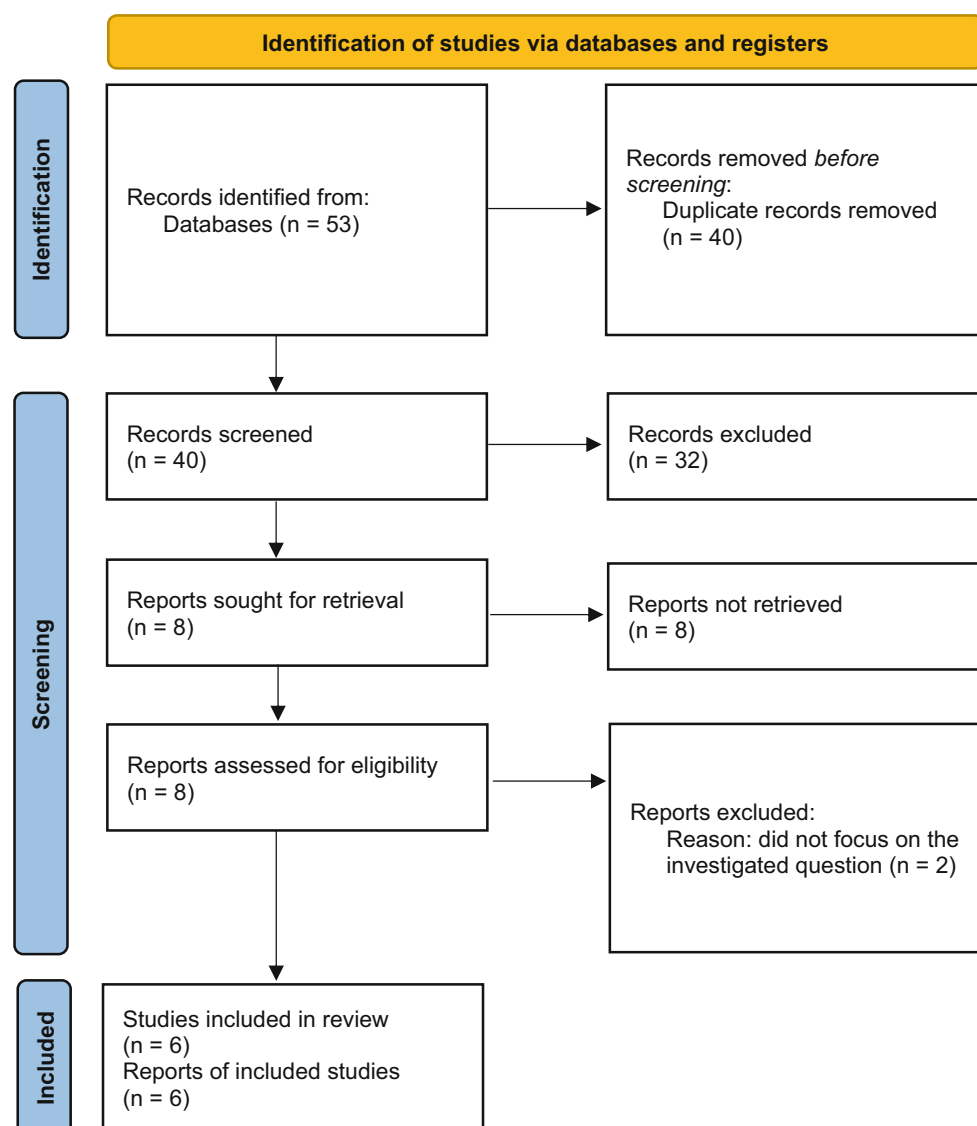 Identification of studies via databases and registers
Identification
Records identified from:
Databases (n = 53)
Records removed before
screening:
Duplicate records removed
(n = 40)
Screening
Records screened
(n = 40)
Records excluded
(n = 32)
Reports sought for retrieval
(n = 8)
Reports not retrieved
(n = 8)
Reports assessed for eligibility
(n = 8)
Reports excluded:
Reason: did not focus on the
investigated question (n = 2)
Included
Studies included in review
(n = 6)
Reports of included studies
(n = 6)